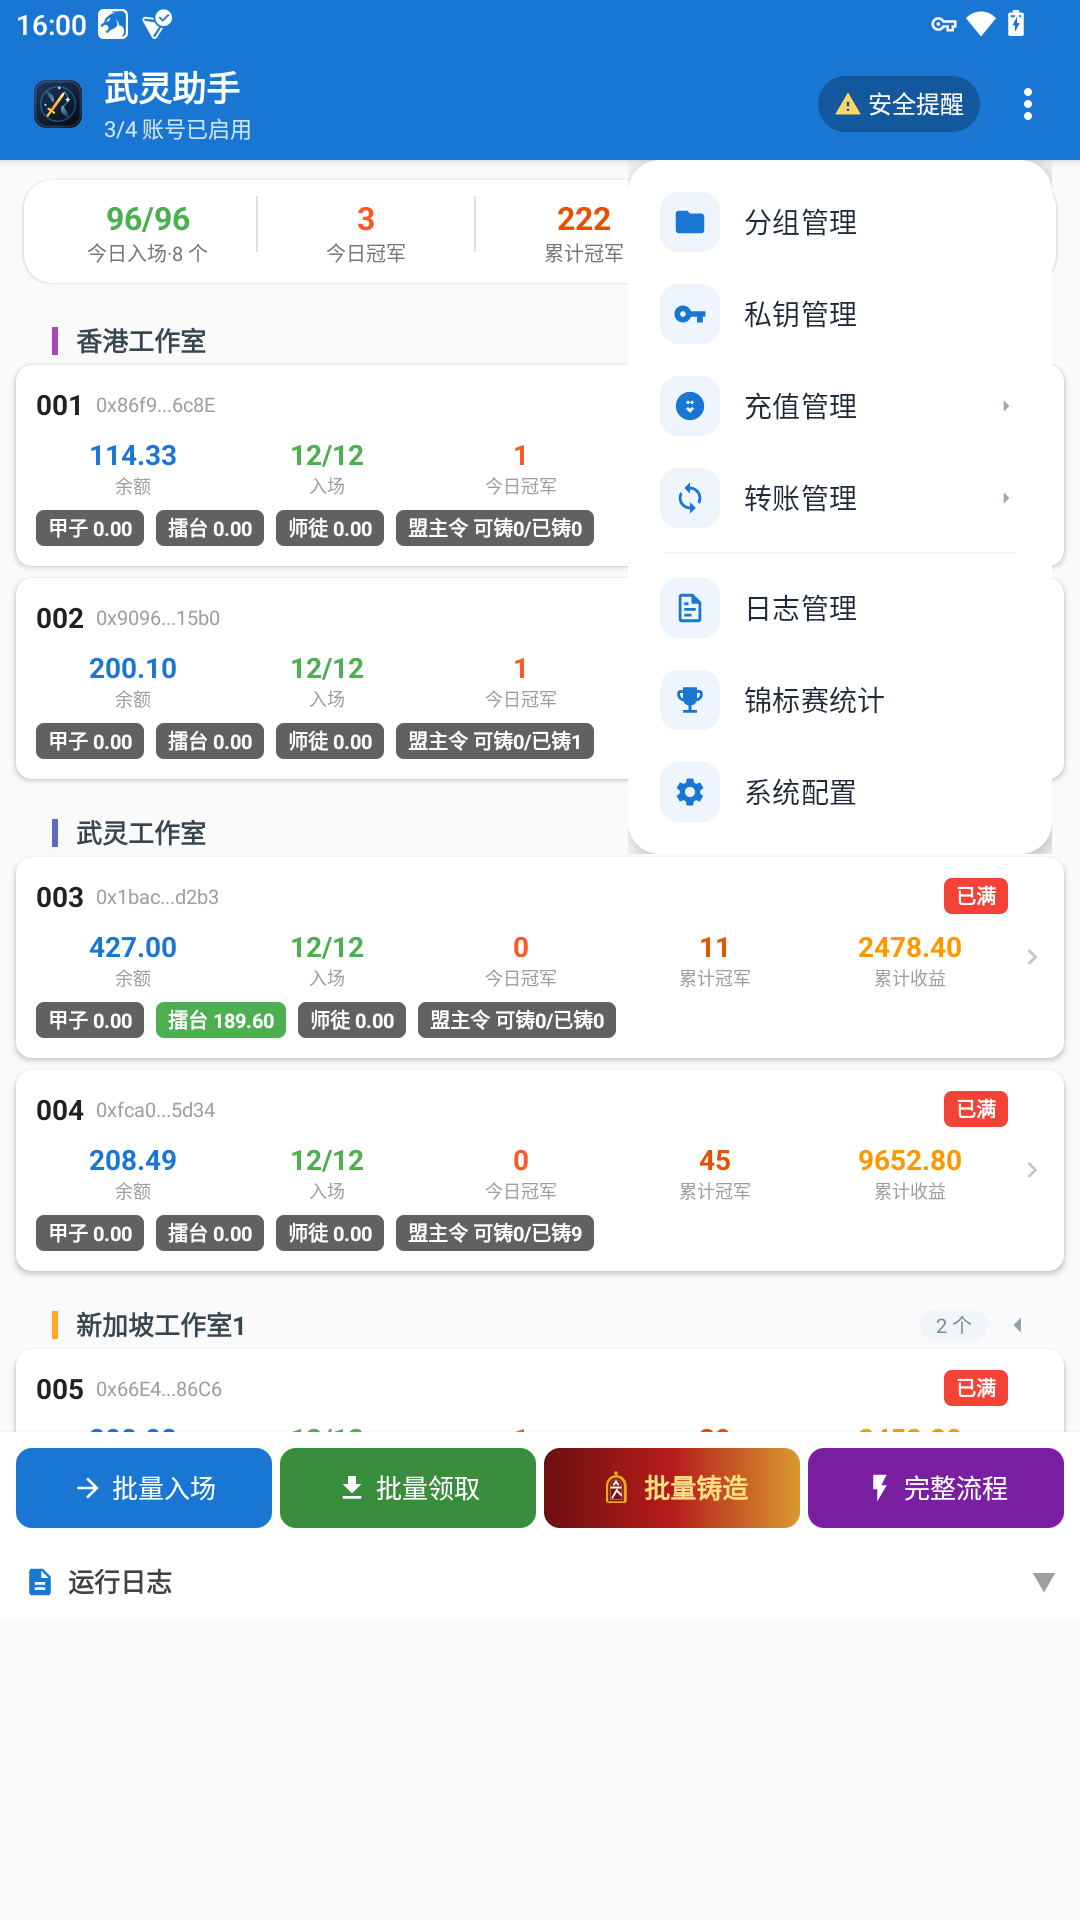 16:00
武灵助手
3/4 账号已启用
安全提醒
96/96
今日入场·8 个
3
今日冠军
222
累计冠军
分组管理
私钥管理
充值管理
转账管理
日志管理
锦标赛统计
系统配置
香港工作室
001 0x86f9...6c8E
114.33 12/12 1
余额 入场 今日冠军
甲子 0.00 擂台 0.00 师徒 0.00 盟主令 可铸0/已铸0
002 0x9096...15b0
200.10 12/12 1
余额 入场 今日冠军
甲子 0.00 擂台 0.00 师徒 0.00 盟主令 可铸0/已铸1
武灵工作室
003 0x1bac...d2b3 已满
427.00 12/12 0 11 2478.40
余额 入场 今日冠军 累计冠军 累计收益
甲子 0.00 擂台 189.60 师徒 0.00 盟主令 可铸0/已铸0
004 0xfca0...5d34 已满
208.49 12/12 0 45 9652.80
余额 入场 今日冠军 累计冠军 累计收益
甲子 0.00 擂台 0.00 师徒 0.00 盟主令 可铸0/已铸9
新加坡工作室1 2 个
005 0x66E4...86C6 已满
批量入场 批量领取 批量铸造 完整流程
运行日志